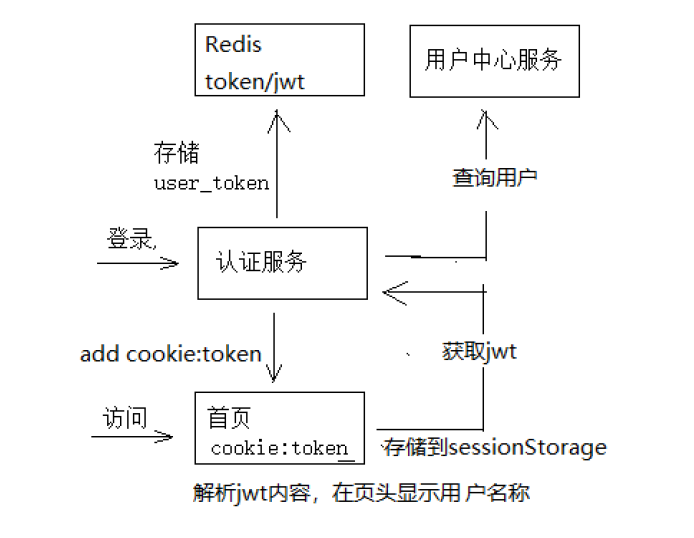 Redis
token/jwt
用户中心服务
存储
user_token
查询用户
登录,
认证服务
add cookie:token
获取jwt
访问
首页
cookie:token_
存储到sessionStorage
解析jwt内容，在页头显示用户名称